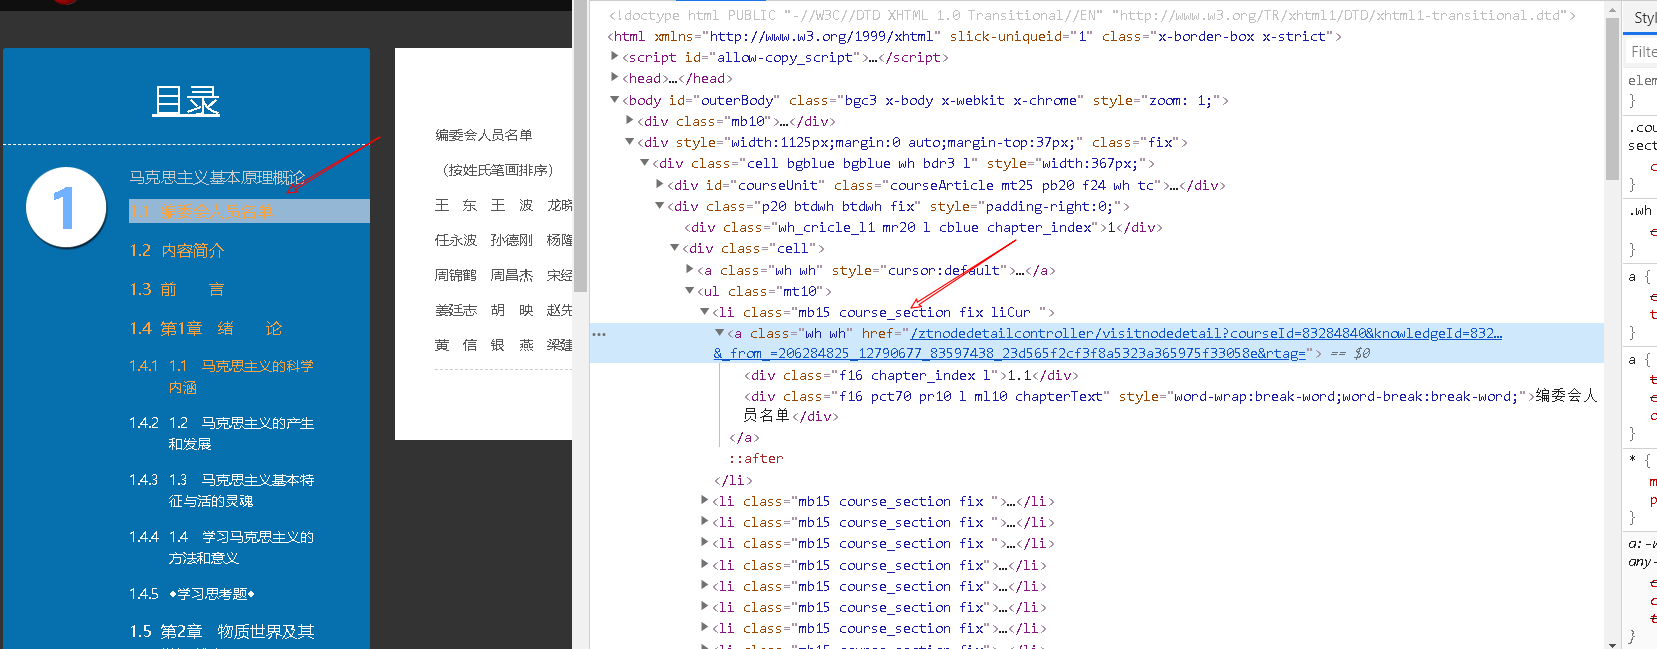 目录
马克思主义基本原理概论
1
1.1 编委会人员名单
1.2 内容简介
1.3 前 言
1.4 第1章 绪 论
1.4.1 1.1 马克思主义的科学
内涵
1.4.2 1.2 马克思主义的产生
和发展
1.4.3 1.3 马克思主义基本特
征与活的灵魂
1.4.4 1.4 学习马克思主义的
方法和意义
1.4.5 ◆学习思考题◆
1.5 第2章 物质世界及其
编委会人员名单
（按姓氏笔画排序）
王 东 王 波 龙晓
任永波 孙德刚 杨隆
周锦鹤 周昌杰 宋经
姜廷志 胡 映 赵先
黄 信 银 燕 梁建
<!doctype html PUBLIC "-//W3C//DTD XHTML 1.0 Transitional//EN" "http://www.w3.org/TR/xhtml1/DTD/xhtml1-transitional.dtd">
<html xmlns="http://www.w3.org/1999/xhtml" slick-uniqueid="1" class="x-border-box x-strict">
<script id="allow-copy_script">…</script>
<head>…</head>
<body id="outerBody" class="bgc3 x-body x-webkit x-chrome" style="zoom: 1;">
<div class="mb10">…</div>
<div style="width:1125px;margin:0 auto;margin-top:37px;" class="fix">
<div class="cell bgblue bgblue wh bdr3 l" style="width:367px;">
<div id="courseUnit" class="courseArticle mt25 pb20 f24 wh tc">…</div>
<div class="p20 btdwh btdwh fix" style="padding-right:0;">
<div class="wh_cricle_l1 mr20 l cblue chapter_index">1</div>
<div class="cell">
<a class="wh wh" style="cursor:default">…</a>
<ul class="mt10">
<li class="mb15 course_section fix liCur ">
<a class="wh wh" href="/ztnodedetailcontroller/visitnodedetail?courseId=83284840&knowledgeId=832…
&_from_=206284825_12790677_83597438_23d565f2cf3f8a5323a365975f33058e&rtag="> == $0
<div class="f16 chapter_index l">1.1</div>
<div class="f16 pct70 pr10 l ml10 chapterText" style="word-wrap:break-word;word-break:break-word;">编委会人
员名单</div>
</a>
::after
</li>
<li class="mb15 course_section fix ">…</li>
<li class="mb15 course_section fix ">…</li>
<li class="mb15 course_section fix ">…</li>
<li class="mb15 course_section fix ">…</li>
<li class="mb15 course_section fix ">…</li>
<li class="mb15 course_section fix ">…</li>
<li class="mb15 course_section fix ">…</li>
Styl
Filte
elem
}
.cou
sect
}
.wh
}
a {
}
a {
}
* {
}
a:-w
any-
}